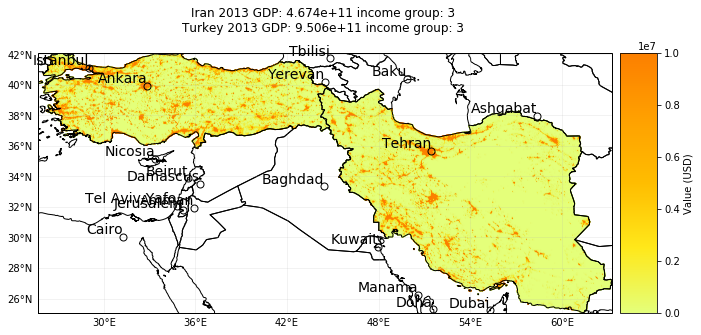 Iran 2013 GDP: 4.674e+11 income group: 3
Turkey 2013 GDP: 9.506e+11 income group: 3
1e7
42°N
40°N
38°N
36°N
34°N
32°N
30°N
28°N
26°N
Istanbul
Tbilisi
Ankara
Yerevan
Baku
Ashgabat
Nicosia
Tehran
Beirut
Damascus
Baghdad
Tel Aviv-Yafo
Jerusalem
Amman
Cairo
Kuwait
Manama
Doha
Dubai
30°E
36°E
42°E
48°E
54°E
60°E
1.0
0.8
0.6
0.4
0.2
0.0
Value (USD)